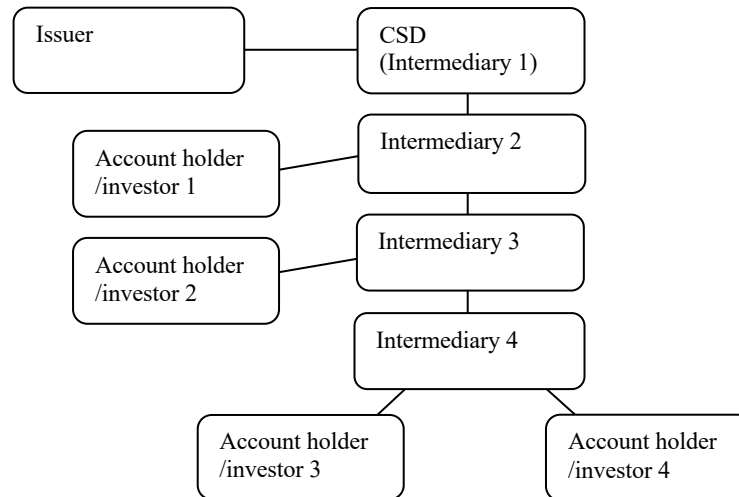 Issuer
CSD
(Intermediary 1)
Intermediary 2
Account holder
/investor 1
Intermediary 3
Account holder
/investor 2
Intermediary 4
Account holder
/investor 3
Account holder
/investor 4